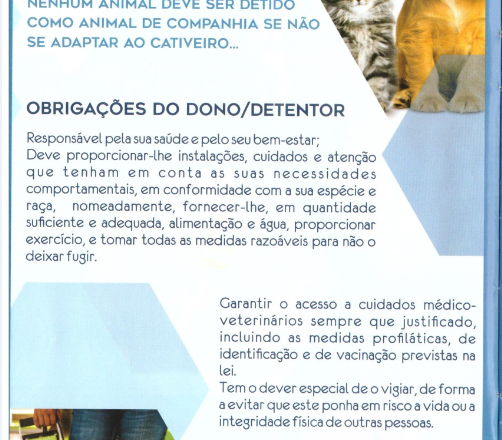 NENHUM ANIMAL DEVE SER DETIDO
COMO ANIMAL DE COMPANHIA SE NÃO
SE ADAPTAR AO CATIVEIRO...
OBRIGAÇÕES DO DONO/DETENTOR
Responsável pela sua saúde e pelo seu bem-estar;
Deve proporcionar-lhe instalações, cuidados e atenção
que tenham em conta as suas necessidades
comportamentais, em conformidade com a sua espécie e
raça, nomeadamente, fornecer-lhe, em quantidade
suficiente e adequada, alimentação e água, proporcionar
exercício, e tomar todas as medidas razoáveis para não o
deixar fugir.
Garantir o acesso a cuidados médico-
veterinários sempre que justificado,
incluindo as medidas profiláticas, de
identificação e de vacinação previstas na
lei.
Tem o dever especial de o vigiar, de forma
a evitar que este ponha em risco a vida ou a
integridade física de outras pessoas.